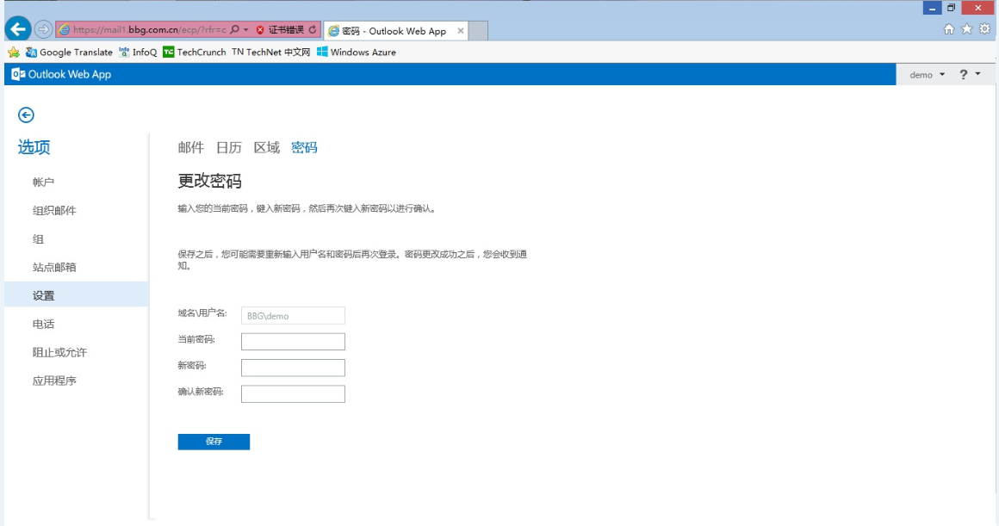 https://mail1.bbg.com.cn/ecp/?rfr=c
证书错误
密码 - Outlook Web App
Google Translate
InfoQ
TechCrunch
TN TechNet 中文网
Windows Azure
Outlook Web App
demo
?
选项
帐户
组织邮件
组
站点邮箱
设置
电话
阻止或允许
应用程序
邮件 日历 区域 密码
更改密码
输入您的当前密码，键入新密码，然后再次键入新密码以进行确认。
保存之后，您可能需要重新输入用户名和密码后再次登录。密码更改成功之后，您会收到通
知。
域名\用户名: BBG\demo
当前密码:
新密码:
确认新密码:
保存